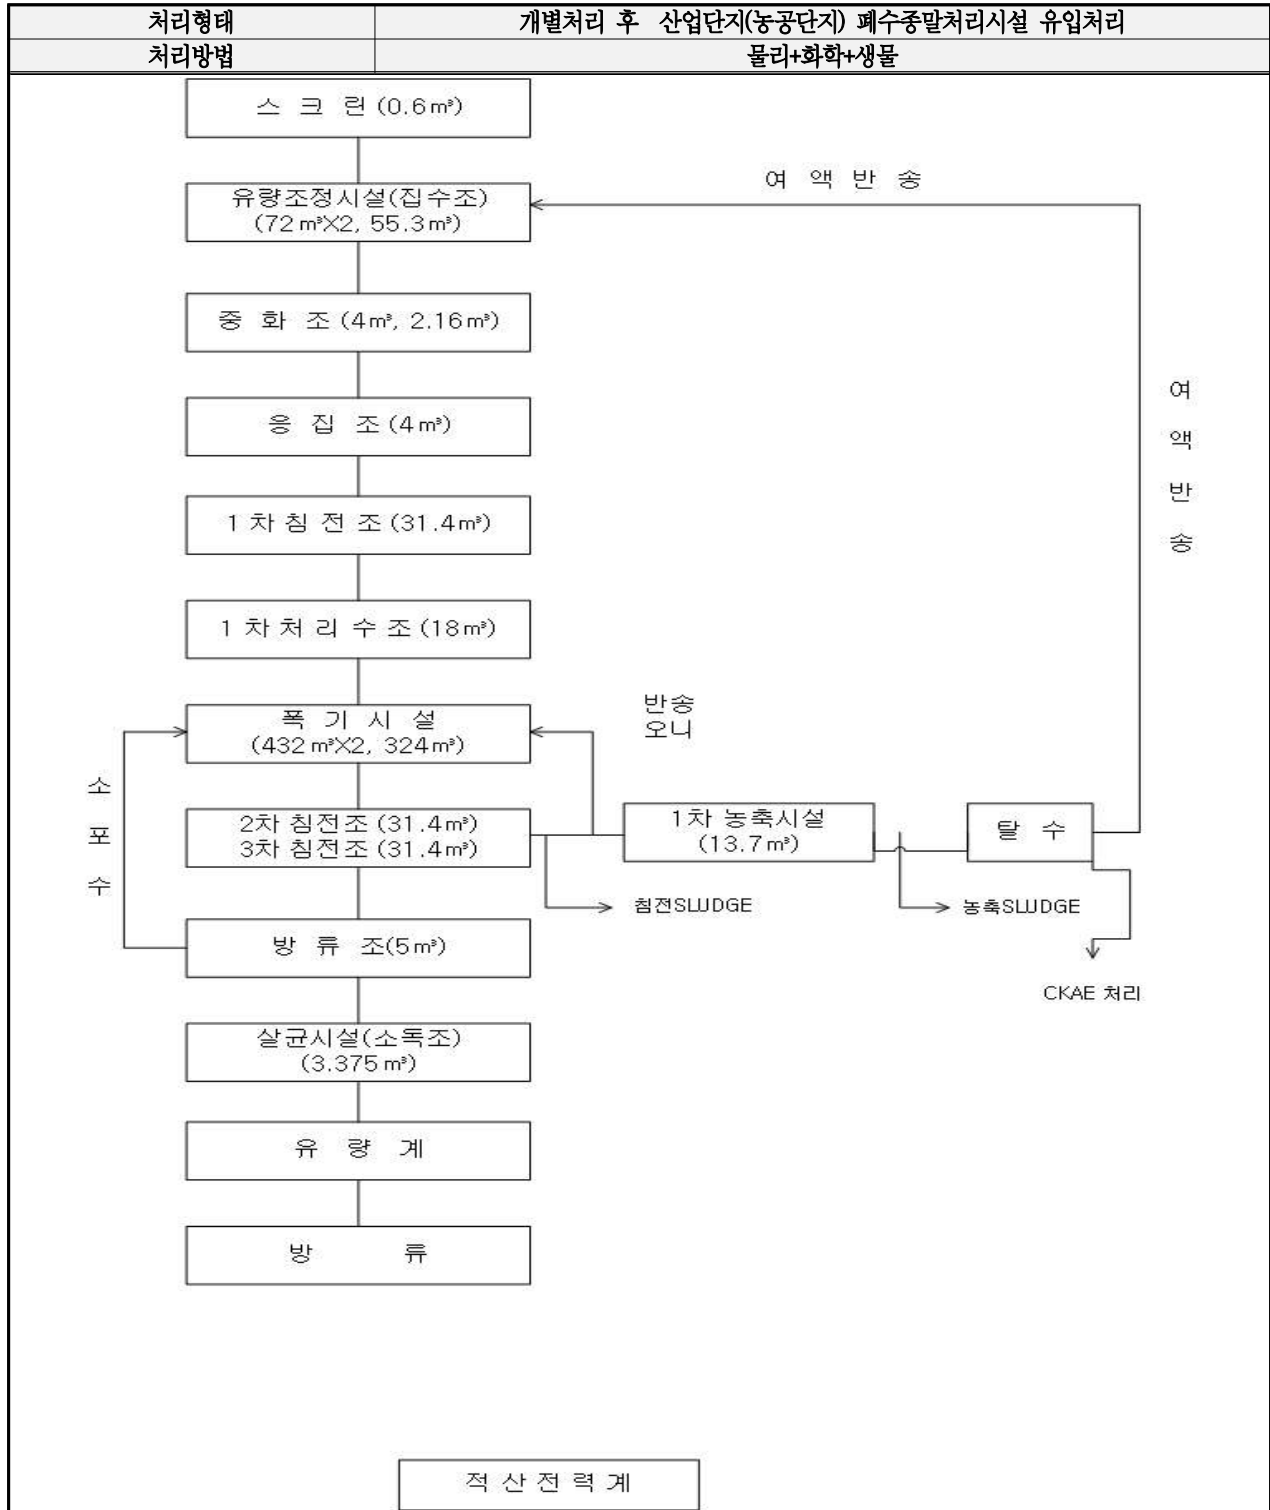 처리형태 개별처리 후 산업단지(농공단지) 폐수종말처리시설 유입처리
처리방법 물리+화학+생물
스 크 린 (0.6㎥)
여 액 반 송
유량조정시설(집수조)
(72㎥X2, 55.3㎥)
중 화 조 (4㎥, 2.16㎥)
여 액 반 송
응 집 조 (4㎥)
1 차 침 전 조 (31.4㎥)
1 차 처 리 수 조 (18㎥)
반송
오니
폭 기 시 설
(432㎥X2, 324㎥)
소 포 수
2차 침전조 (31.4㎥)
3차 침전조 (31.4㎥)
1차 농축시설
(13.7㎥)
탈 수
침전SLUDGE
농축SLUDGE
방 류 조(5㎥)
CKAE 처리
살균시설(소독조)
(3.375㎥)
유 량 계
방 류
적 산 전 력 계